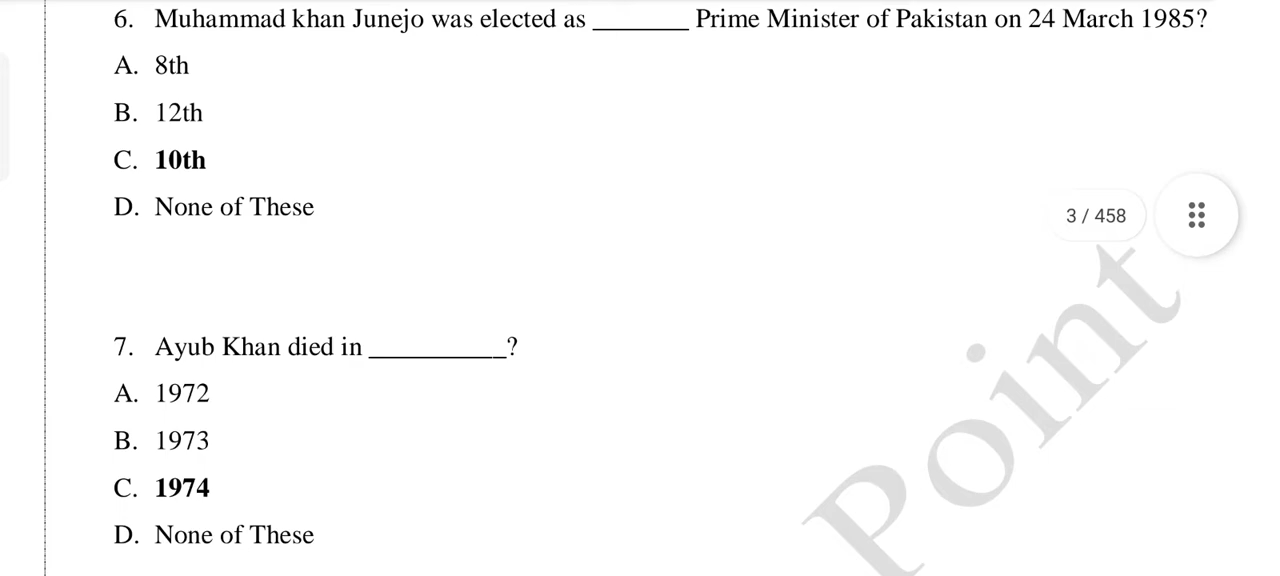 6. Muhammad khan Junejo was elected as _______ Prime Minister of Pakistan on 24 March 1985?
A. 8th
B. 12th
C. 10th
D. None of These
3 / 458
7. Ayub Khan died in __________?
A. 1972
B. 1973
C. 1974
D. None of These
Point